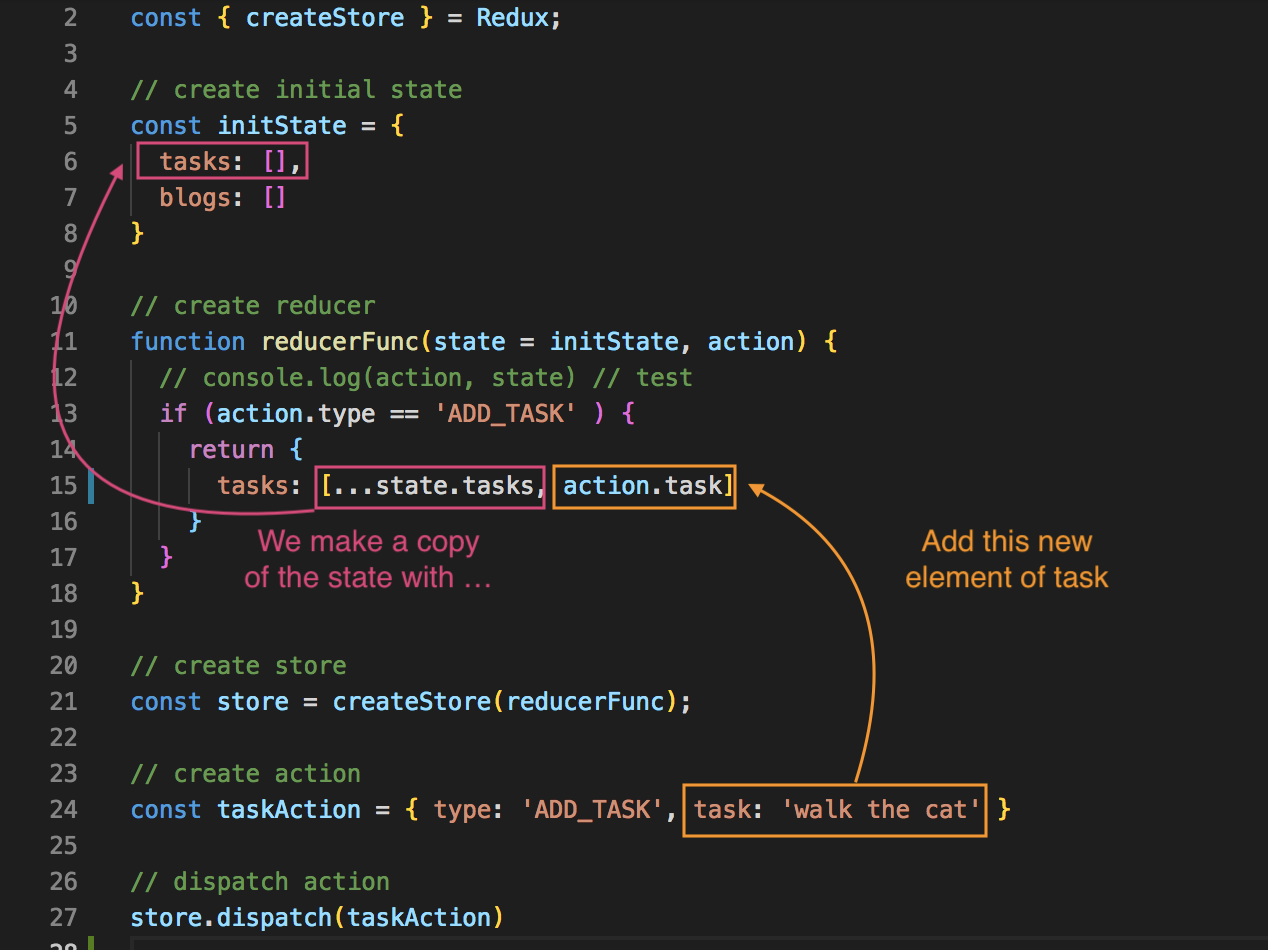 2 const { createStore } = Redux;
3
4 // create initial state
5 const initState = {
6 tasks: [],
7 blogs: []
8 }
9
10 // create reducer
11 function reducerFunc(state = initState, action) {
12 // console.log(action, state) // test
13 if (action.type == 'ADD_TASK' ) {
14 return {
15 tasks: [...state.tasks, action.task]
16 }
We make a copy
of the state with ...
Add this new
element of task
17 }
18 }
19
20 // create store
21 const store = createStore(reducerFunc);
22
23 // create action
24 const taskAction = { type: 'ADD_TASK', task: 'walk the cat' }
25
26 // dispatch action
27 store.dispatch(taskAction)
28